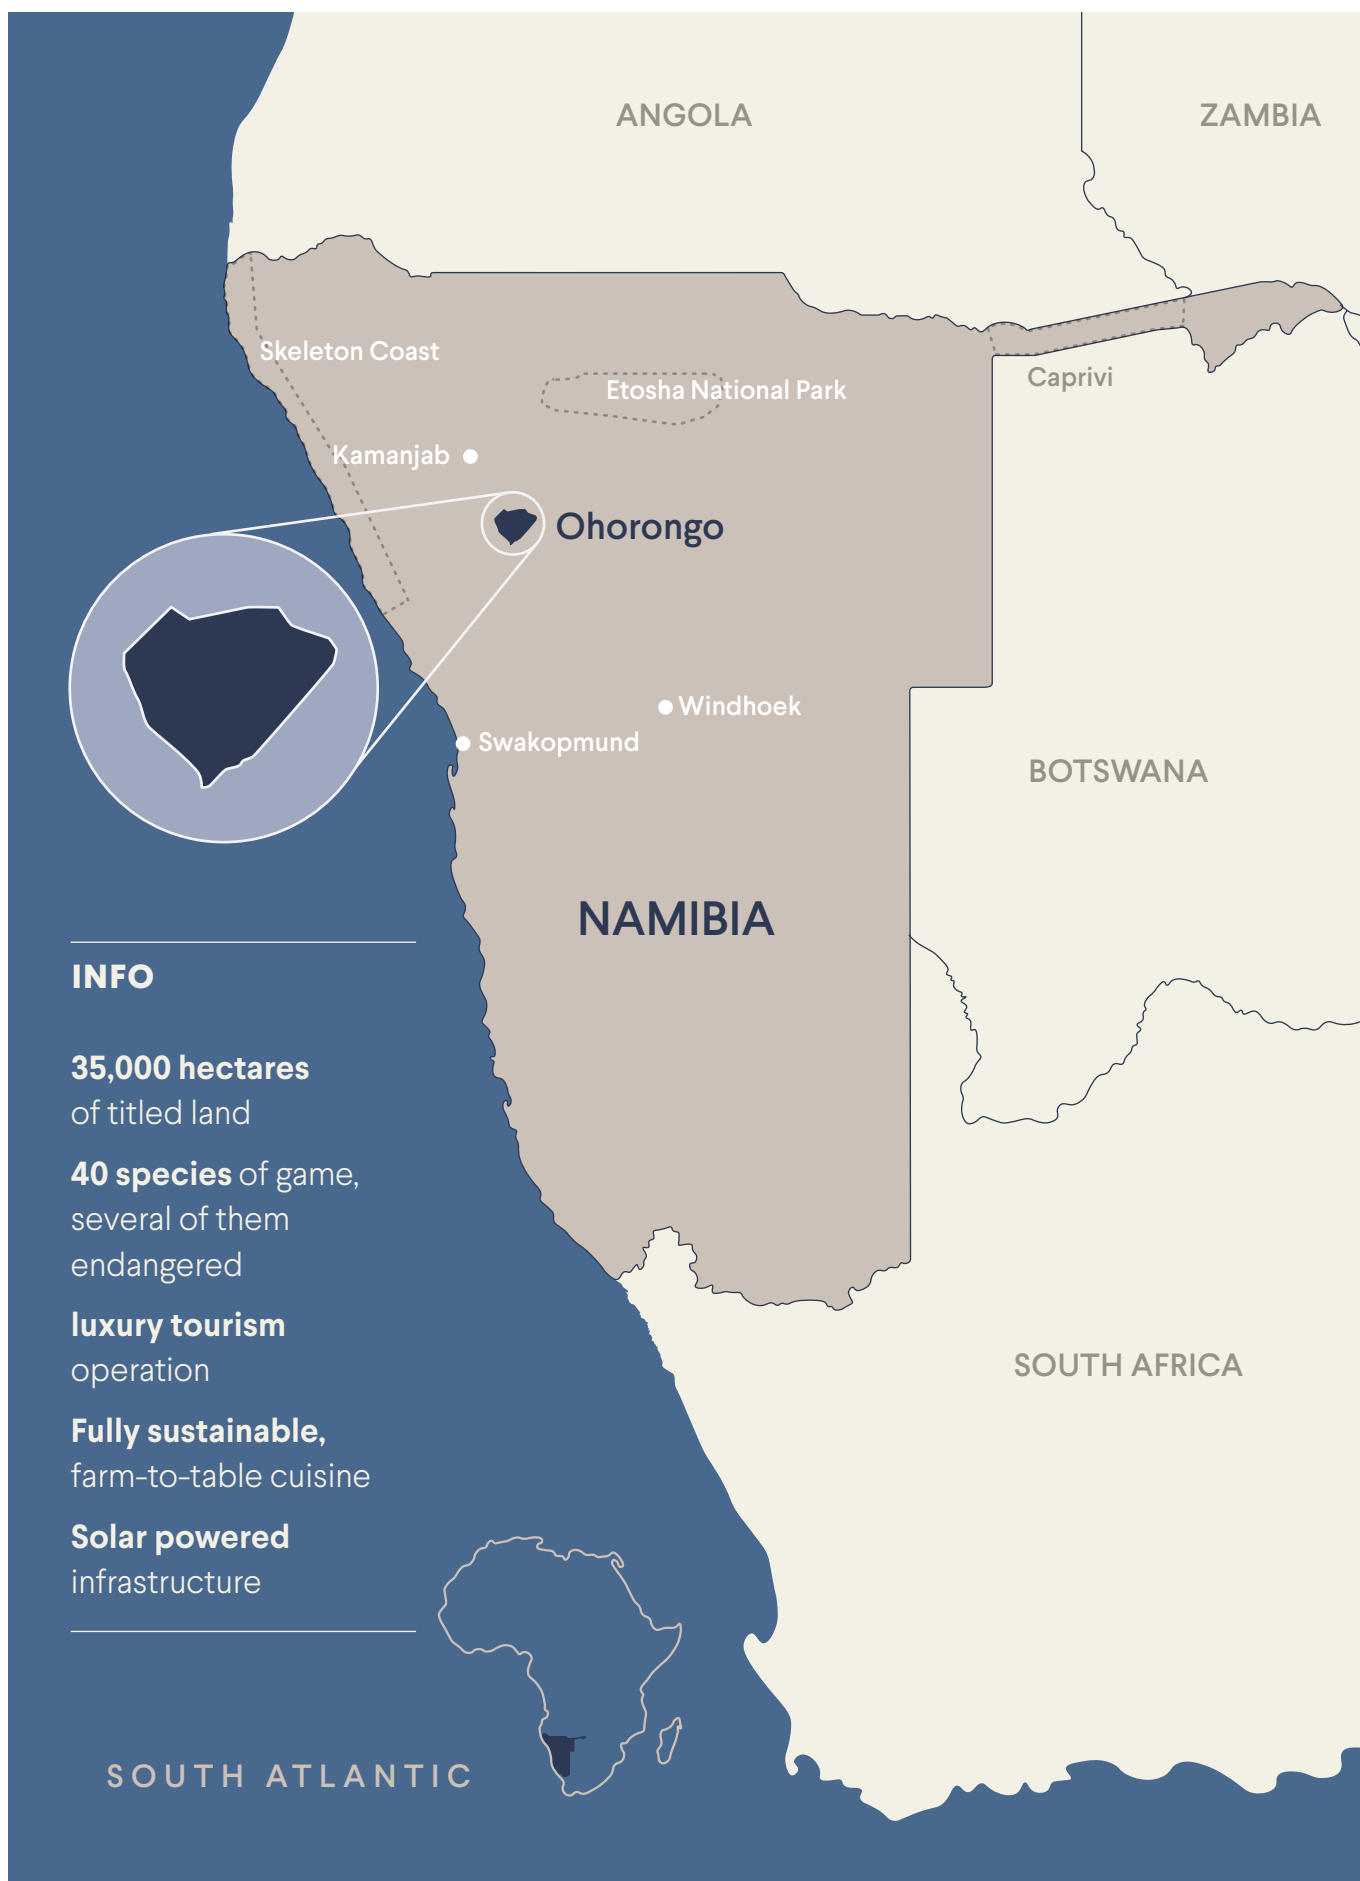 ANGOLA
ZAMBIA
Skeleton Coast
Etosha National Park
Caprivi
Kamanjab
Ohorongo
Windhoek
Swakopmund
BOTSWANA
NAMIBIA
INFO
35,000 hectares
of titled land
40 species of game,
several of them
endangered
luxury tourism
operation
Fully sustainable,
farm-to-table cuisine
Solar powered
infrastructure
SOUTH AFRICA
SOUTH ATLANTIC